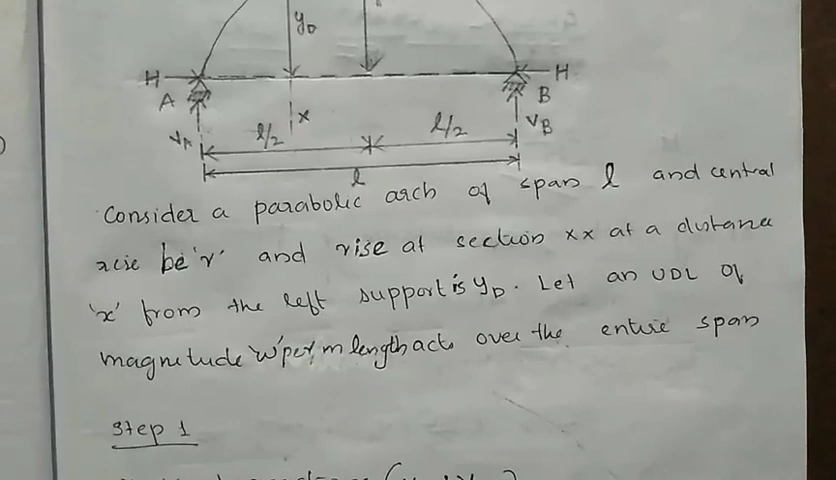 y_D
H H
A B
x
V_A l/2 l/2 V_B
l
Consider a parabolic arch of span l and central
rise be 'r' and rise at section xx at a distance
'x' from the left support is y_D. Let an UDL of
magnitude 'w' per m length acts over the entire span
Step 1